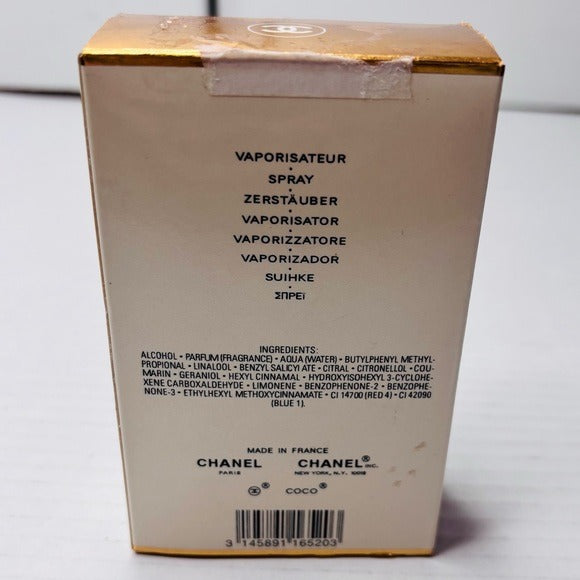 VAPORISATEUR
SPRAY
ZERSTÄUBER
VAPORISATOR
VAPORIZZATORE
VAPORIZADOR
SUIHKE
ΣΠΡΕΪ
INGREDIENTS:
ALCOHOL • PARFUM (FRAGRANCE) • AQUA (WATER) • BUTYLPHENYL METHYL-
PROPIONAL • LINALOOL • BENZYL SALICYLATE • CITRAL • CITRONELLOL • COU-
MARIN • GERANIOL • HEXYL CINNAMAL • HYDROXYISOHEXYL 3-CYCLOHE-
XENE CARBOXALDEHYDE • LIMONENE • BENZOPHENONE-2 • BENZOPHE-
NONE-3 • ETHYLHEXYL METHOXYCINNAMATE • CI 14700 (RED 4) • CI 42090
(BLUE 1).
MADE IN FRANCE
CHANEL CHANEL® INC.
PARIS NEW YORK, N.Y. 10019
® COCO®
3 145891 165203